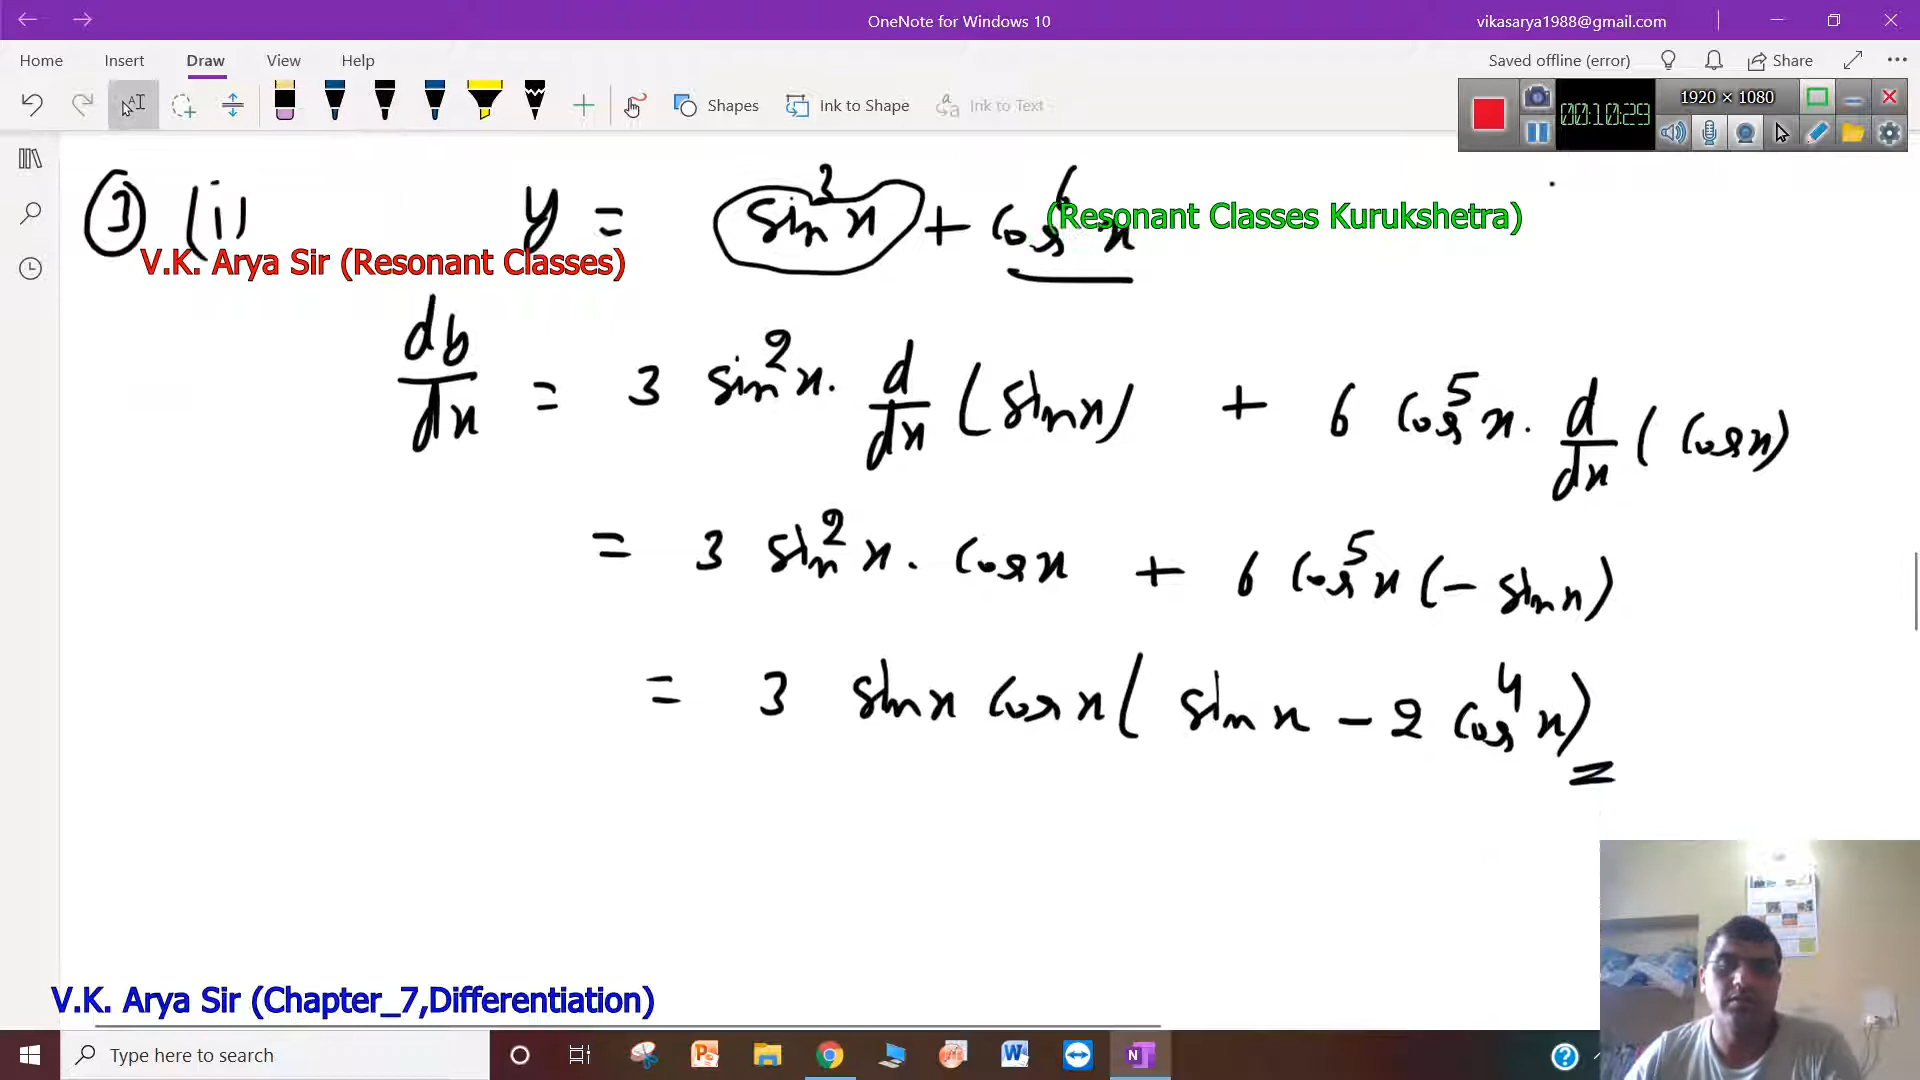 OneNote for Windows 10
vikasarya1988@gmail.com
Home Insert Draw View Help
Saved offline (error) Share
Shapes Ink to Shape Ink to Text
1920 × 1080
00:10:29
③ (i) y = sin³x + cos⁶x
(Resonant Classes Kurukshetra)
V.K. Arya Sir (Resonant Classes)
dy/dx = 3 sin²x. d/dx (sinx) + 6 cos⁵x. d/dx (cosx)
= 3 sin²x. cosx + 6 cos⁵x (- sinx)
= 3 sinx cosx ( sinx - 2 cos⁴x)
V.K. Arya Sir (Chapter_7,Differentiation)
Type here to search